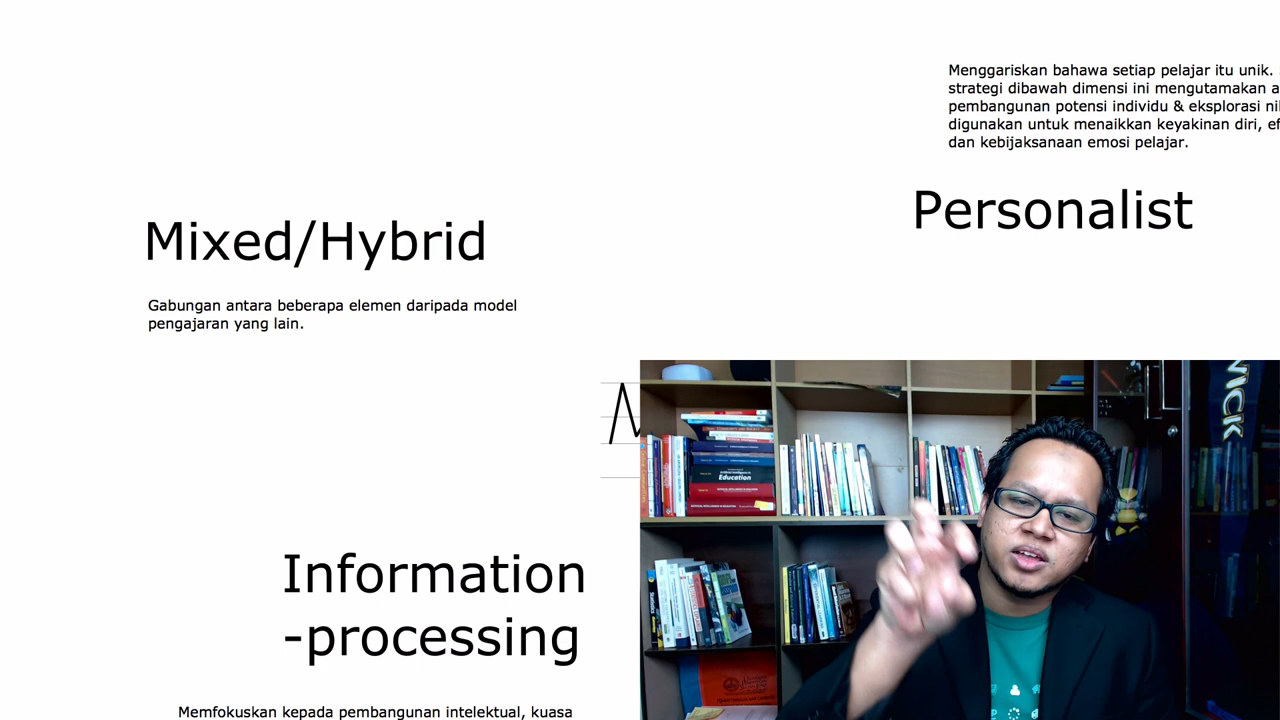 Menggariskan bahawa setiap pelajar itu unik.
strategi dibawah dimensi ini mengutamakan
pembangunan potensi individu & eksplorasi
digunakan untuk menaikkan keyakinan diri,
dan kebijaksanaan emosi pelajar.
Personalist
Mixed/Hybrid
Gabungan antara beberapa elemen daripada model
pengajaran yang lain.
Education
Information
-processing
Memfokuskan kepada pembangunan intelektual, kuasa